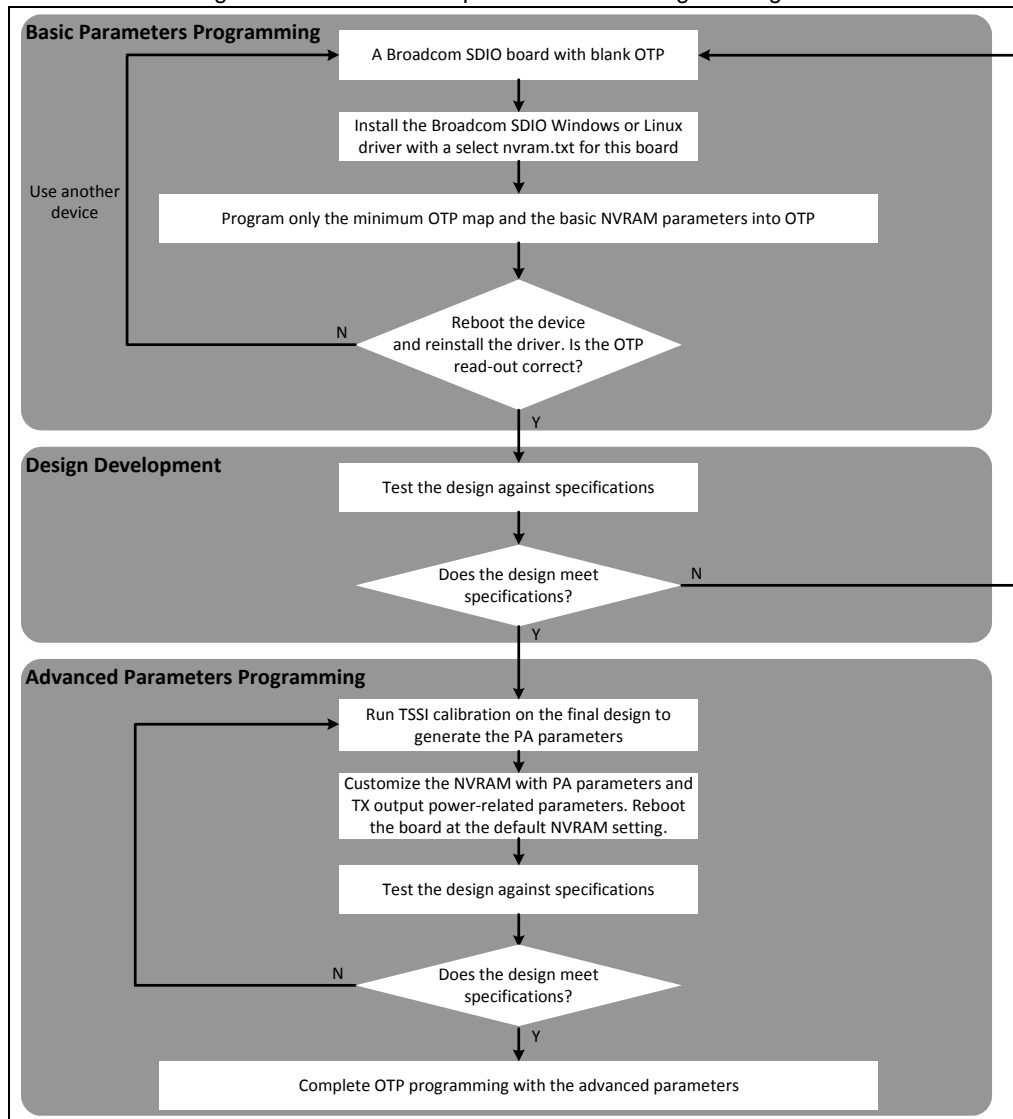 Basic Parameters Programming
A Broadcom SDIO board with blank OTP
Install the Broadcom SDIO Windows or Linux
driver with a select nvram.txt for this board
Use another
device
Program only the minimum OTP map and the basic NVRAM parameters into OTP
N
Reboot the device
and reinstall the driver. Is the OTP
read-out correct?
Y
Design Development
Test the design against specifications
Does the design meet
specifications?
N
Y
Advanced Parameters Programming
Run TSSI calibration on the final design to
generate the PA parameters
Customize the NVRAM with PA parameters and
TX output power-related parameters. Reboot
the board at the default NVRAM setting.
Test the design against specifications
N
Does the design meet
specifications?
Y
Complete OTP programming with the advanced parameters